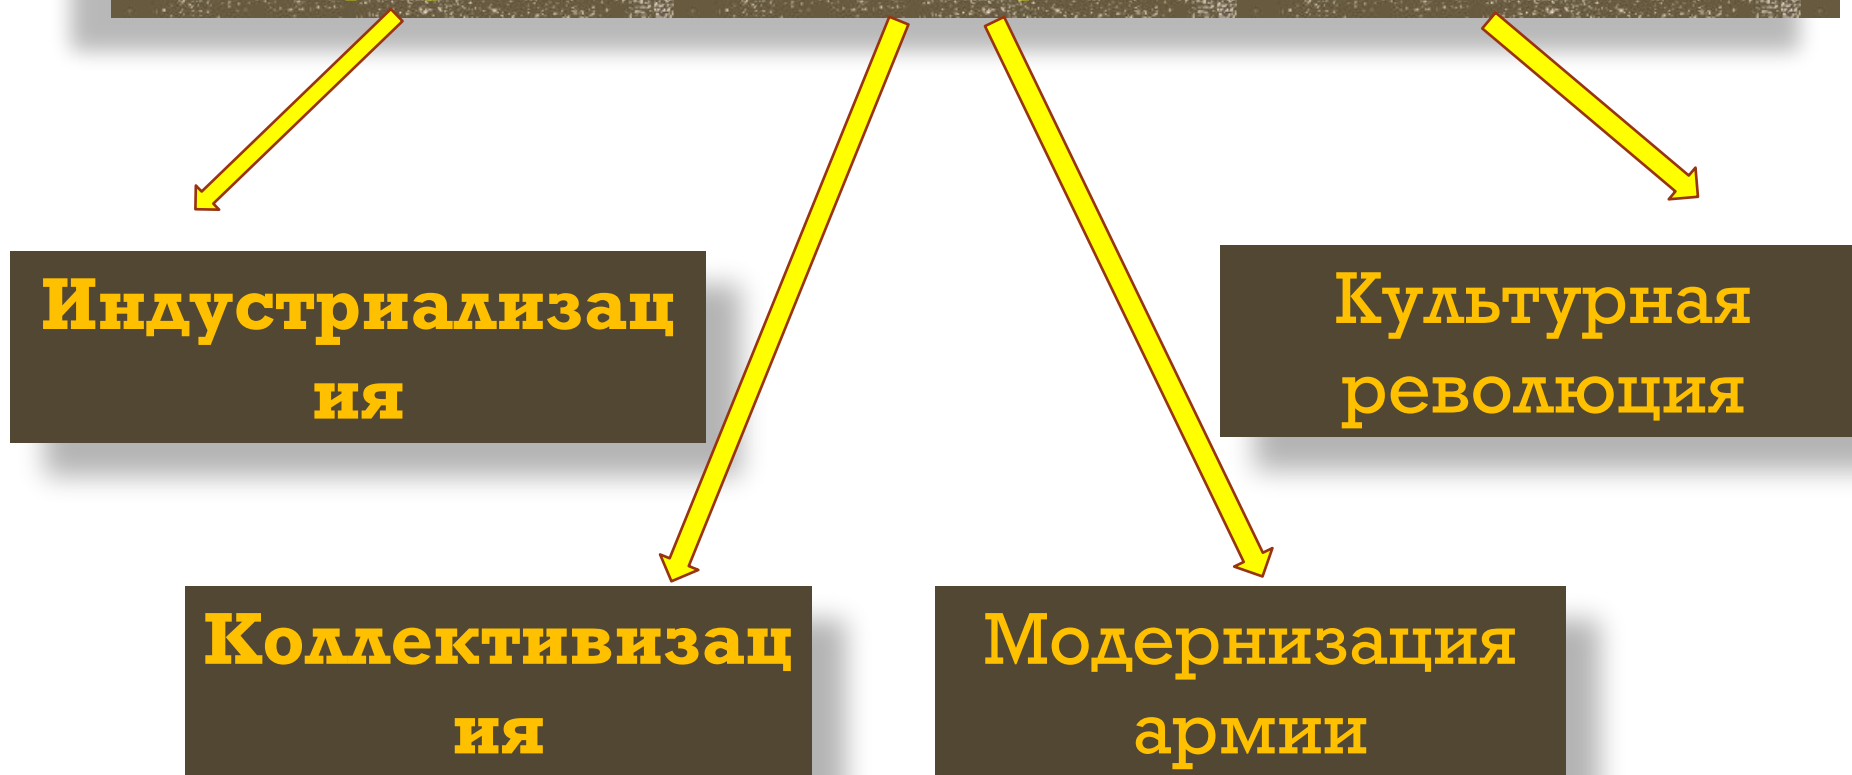 Индустриализац
ия
Культурная
революция
Коллективизац
ия
Модернизация
армии